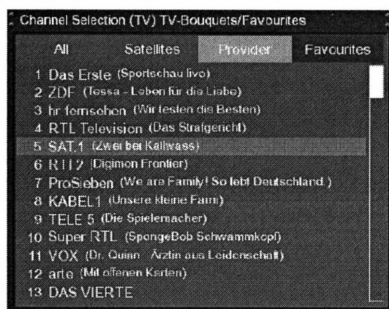 Channel Selection (TV) TV-Bouquets/Favourites
All Satellites Provider Favourites
1 Das Erste (Sportschau live)
2 ZDF (Tessa - Leben für die Liebe)
3 hr fernsehen (Wir testen die Besten)
4 RTL Television (Das Strafgericht)
5 SAT.1 (Zwei bei Kallwass)
6 RTL2 (Digimon Frontier)
7 ProSieben (We are Family! So lebt Deutschland.)
8 KABEL1 (Unsere kleine Farm)
9 TELE 5 (Die Spielemacher)
10 Super RTL (SpongeBob Schwammkopf)
11 VOX (Dr. Quinn - Ärztin aus Leidenschaft)
12 arte (Mit offenen Karten)
13 DAS VIERTE